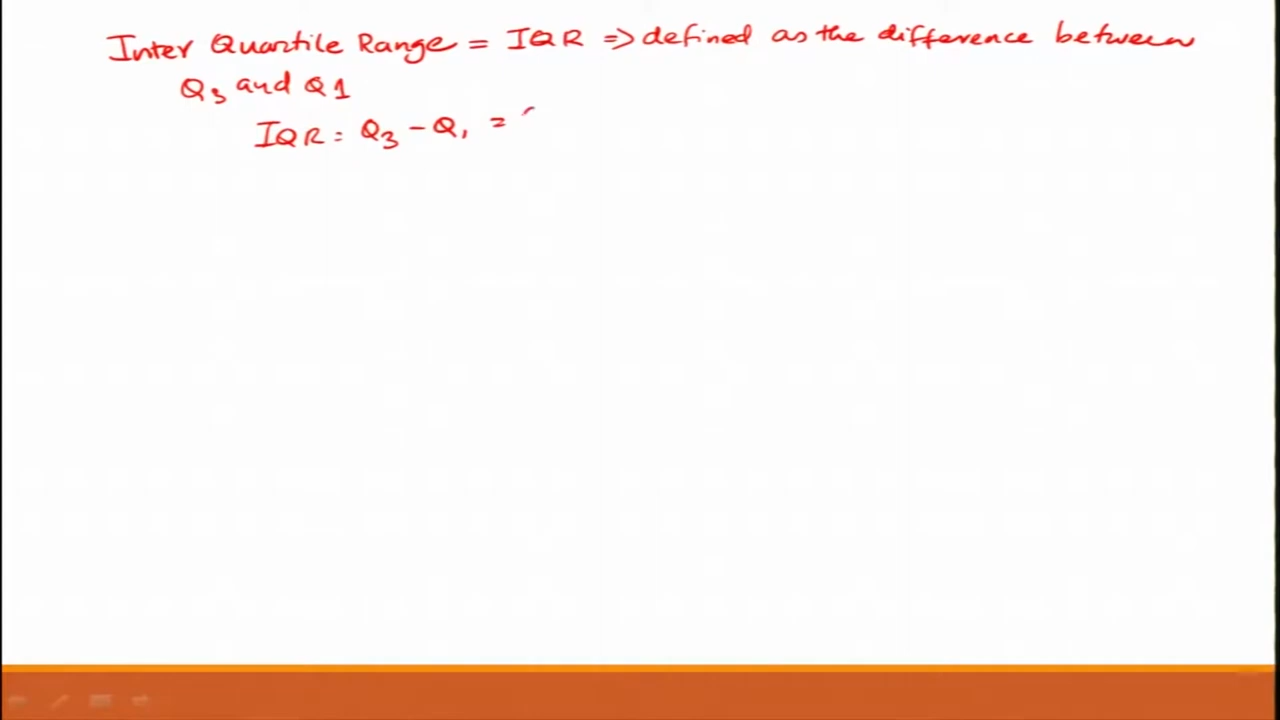 Inter Quartile Range = IQR => defined as the difference between
Q3 and Q1
IQR = Q3 - Q1 =